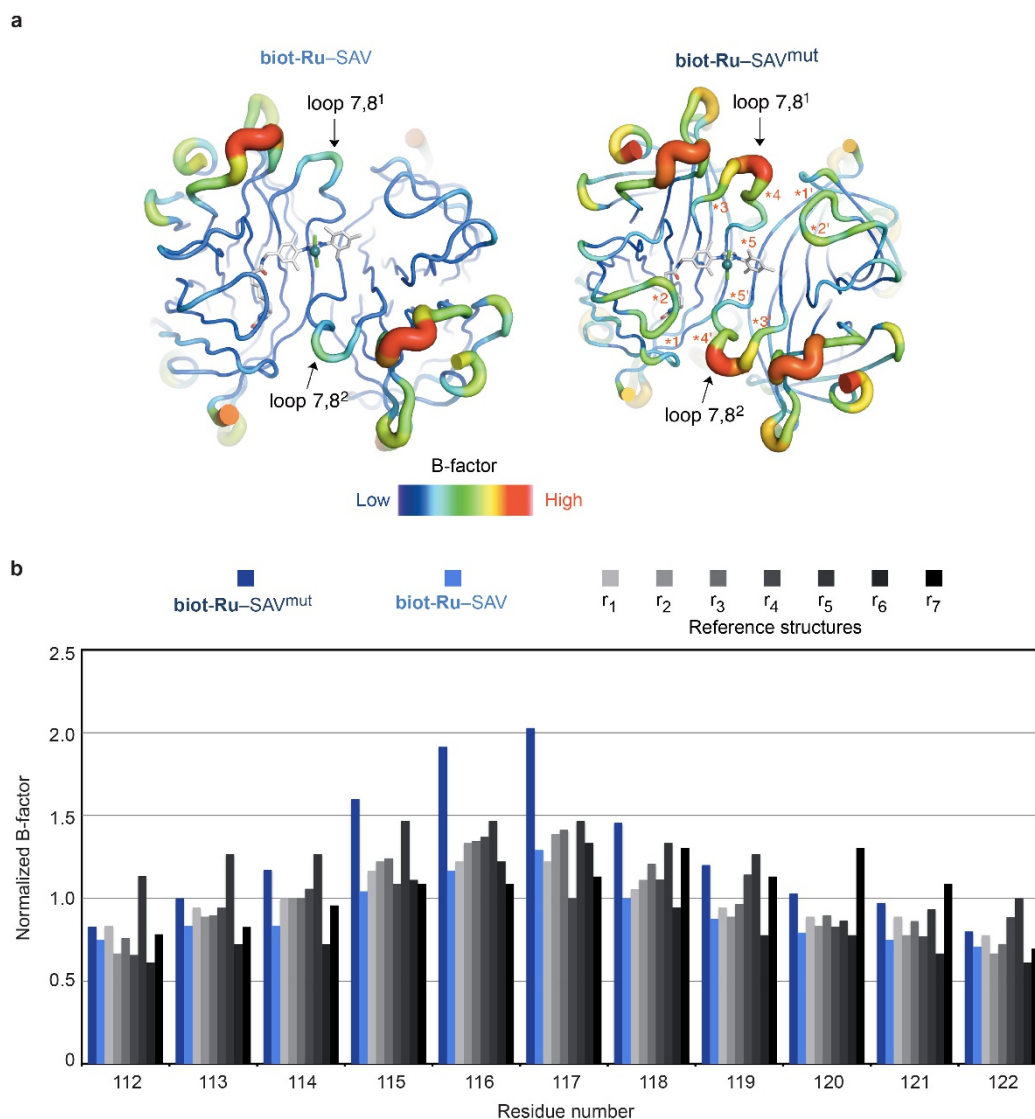 a
biot-Ru–SAV
biot-Ru–SAVmut
loop 7,8¹
loop 7,8¹
*4
*1'
*3
*2'
*5
*2
*5'
*3'
*1
*4'
loop 7,8²
loop 7,8²
B-factor
Low
High
b
biot-Ru–SAVmut
biot-Ru–SAV
r1 r2 r3 r4 r5 r6 r7
Reference structures
2.5
2.0
1.5
1.0
0.5
0
Normalized B-factor
112 113 114 115 116 117 118 119 120 121 122
Residue number